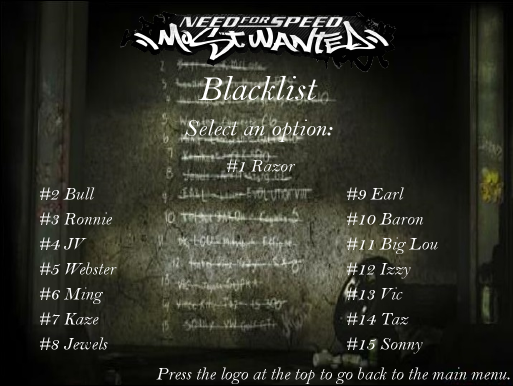 NEED FOR SPEED
MOST WANTED
Blacklist
Select an option:
#1 Razor
#2 Bull
#3 Ronnie
#4 JV
#5 Webster
#6 Ming
#7 Kaze
#8 Jewels
#9 Earl
#10 Baron
#11 Big Lou
#12 Izzy
#13 Vic
#14 Taz
#15 Sonny
Press the logo at the top to go back to the main menu.